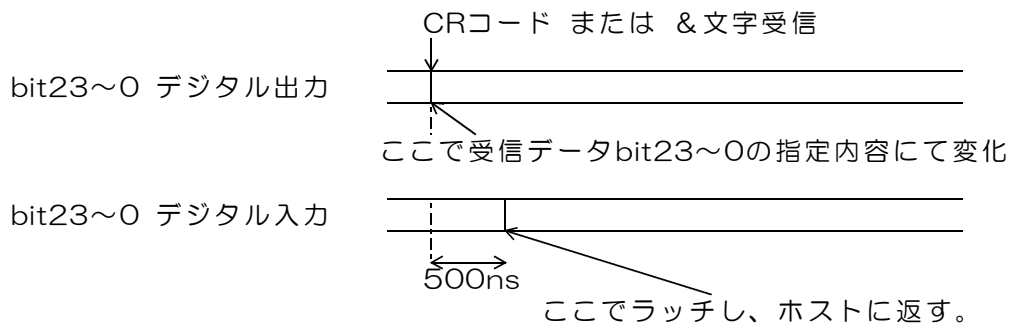 CRコード または &文字受信
bit23～0 デジタル出力
ここで受信データbit23～0の指定内容にて変化
bit23～0 デジタル入力
500ns
ここでラッチし、ホストに返す。